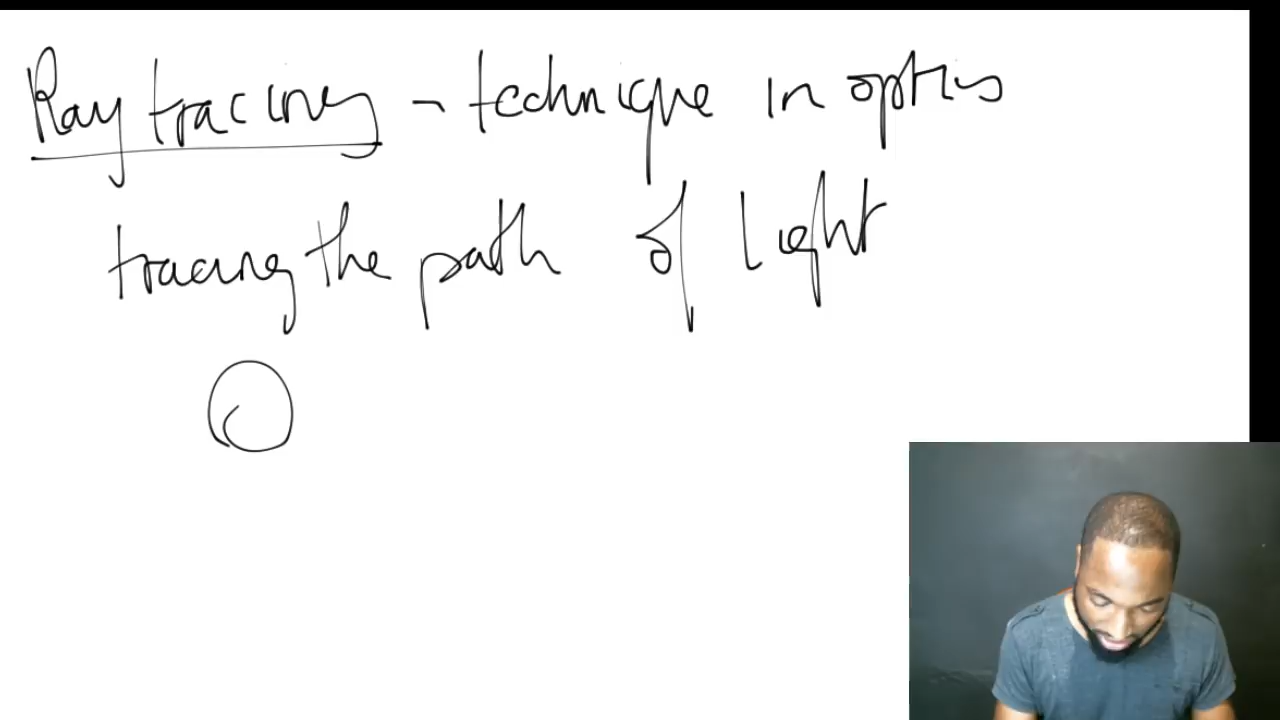 Ray tracing - technique in optics
tracing the path of light